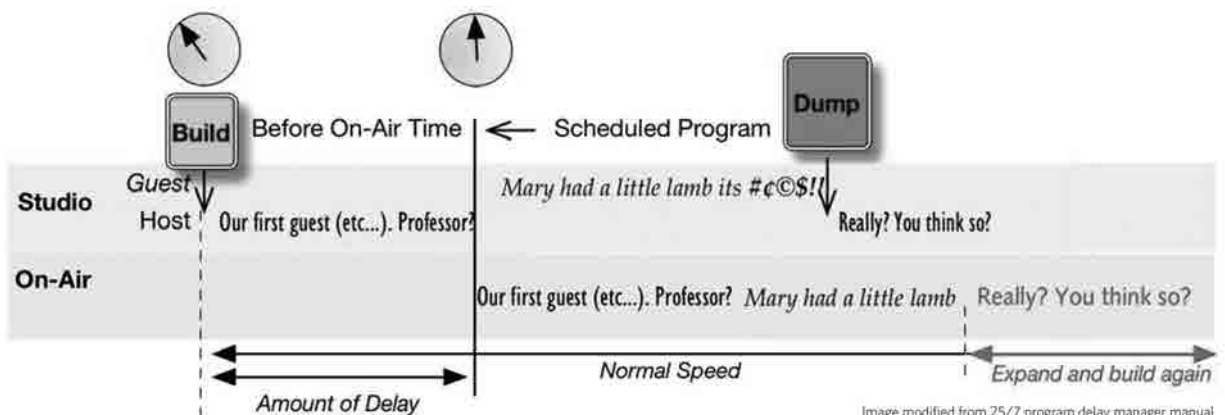 Build
Before On-Air Time
Scheduled Program
Dump
Studio
Guest
Mary had a little lamb its #¢©$!!
Host
Our first guest (etc...). Professor?
Really? You think so?
On-Air
Our first guest (etc...). Professor?
Mary had a little lamb
Really? You think so?
Normal Speed
Expand and build again
Amount of Delay
Image modified from 25/7 program delay manager manual